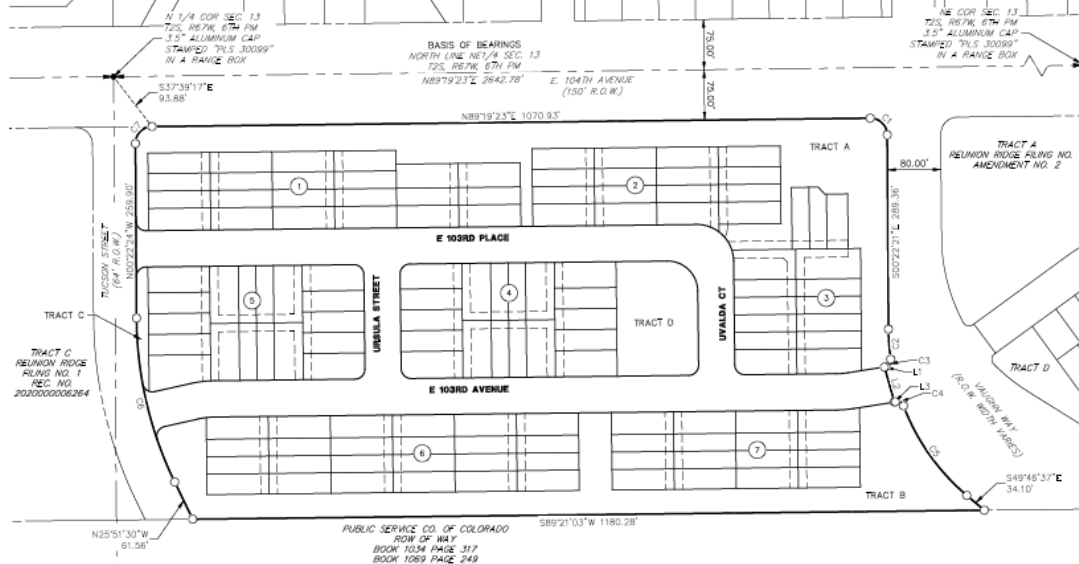 N 1/4 COR SEC. 13
T2S, R67W, 6TH PM
3.5" ALUMINUM CAP
STAMPED "PLS 30099"
IN A RANGE BOX
BASIS OF BEARINGS
NORTH LINE NE1/4 SEC. 13
T2S, R67W, 6TH PM
N89°19'23"E 2642.78'
E. 104TH AVENUE
(150' R.O.W.)
75.00'
75.00'
NE COR SEC. 13
T2S, R67W, 6TH PM
3.5" ALUMINUM CAP
STAMPED "PLS 30099"
IN A RANGE BOX
S37°39'17"E
93.88'
N89°19'23"E 1070.93'
C7
C1
TRACT A
TRACT A
REUNION RIDGE FILING NO. 1
AMENDMENT NO. 2
80.00'
1
2
N00°22'24"W 259.90'
S00°22'21"E 289.36'
TUCSON STREET
(64' R.O.W.)
E 103RD PLACE
URSULA STREET
UVALDA CT
5
4
3
TRACT D
TRACT C
TRACT C
REUNION RIDGE
FILING NO. 1
REC. NO.
2020000006264
C2
C3
L1
L2
L3
C4
TRACT D
VAUGHN WAY
(R.O.W. WIDTH VARIES)
E 103RD AVENUE
C6
C5
6
7
S49°46'37"E
34.10'
TRACT B
N25°51'30"W
61.56'
S89°21'03"W 1180.28'
PUBLIC SERVICE CO. OF COLORADO
ROW OF WAY
BOOK 1034 PAGE 317
BOOK 1069 PAGE 249